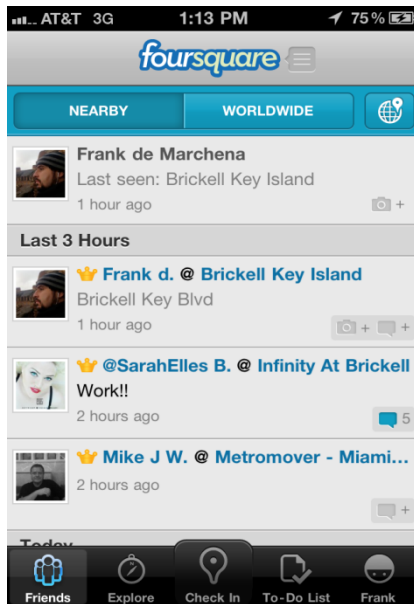 AT&T 3G 1:13 PM 75%
foursquare
NEARBY WORLDWIDE
Frank de Marchena
Last seen: Brickell Key Island
1 hour ago
+
Last 3 Hours
Frank d. @ Brickell Key Island
Brickell Key Blvd
1 hour ago
+ +
@SarahElles B. @ Infinity At Brickell
Work!!
2 hours ago
5
Mike J W. @ Metromover - Miami...
2 hours ago
+
Today
Friends Explore Check In To-Do List Frank